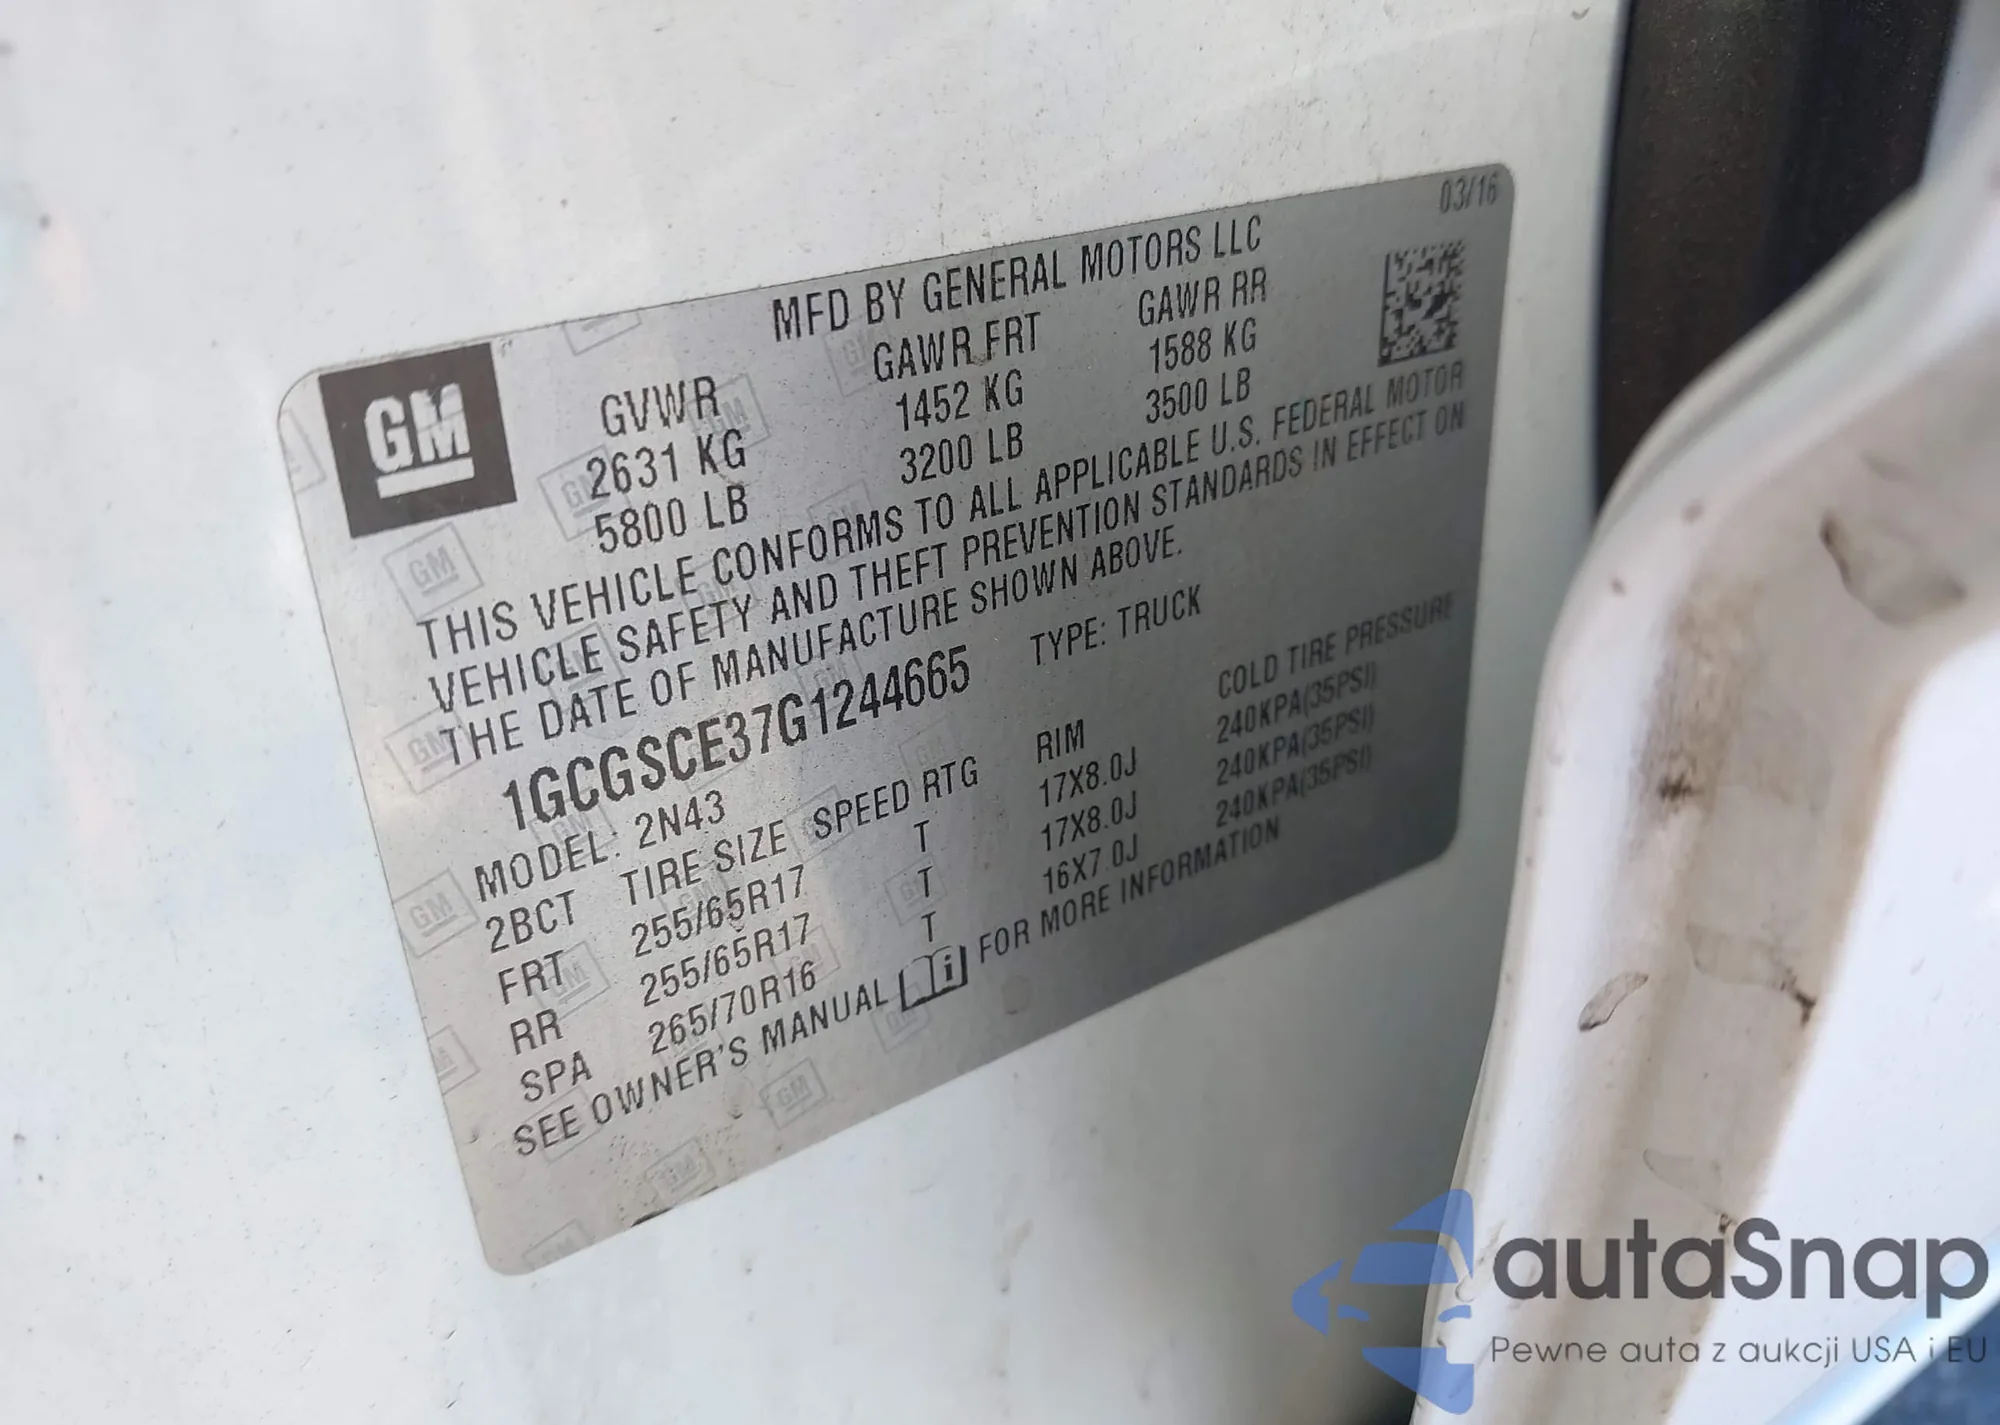 03/16
MFD BY GENERAL MOTORS LLC
GM
GVWR GAWR FRT GAWR RR
2631 KG 1452 KG 1588 KG
5800 LB 3200 LB 3500 LB
THIS VEHICLE CONFORMS TO ALL APPLICABLE U.S. FEDERAL MOTOR
VEHICLE SAFETY AND THEFT PREVENTION STANDARDS IN EFFECT ON
THE DATE OF MANUFACTURE SHOWN ABOVE.
1GCGSCE37G1244665 TYPE: TRUCK
MODEL: 2N43
2BCT TIRE SIZE SPEED RTG RIM COLD TIRE PRESSURE
FRT 255/65R17 T 17X8.0J 240KPA(35PSI)
RR 255/65R17 T 17X8.0J 240KPA(35PSI)
SPA 265/70R16 T 16X7.0J 240KPA(35PSI)
SEE OWNER'S MANUAL i FOR MORE INFORMATION
autaSnap
Pewne auta z aukcji USA i EU